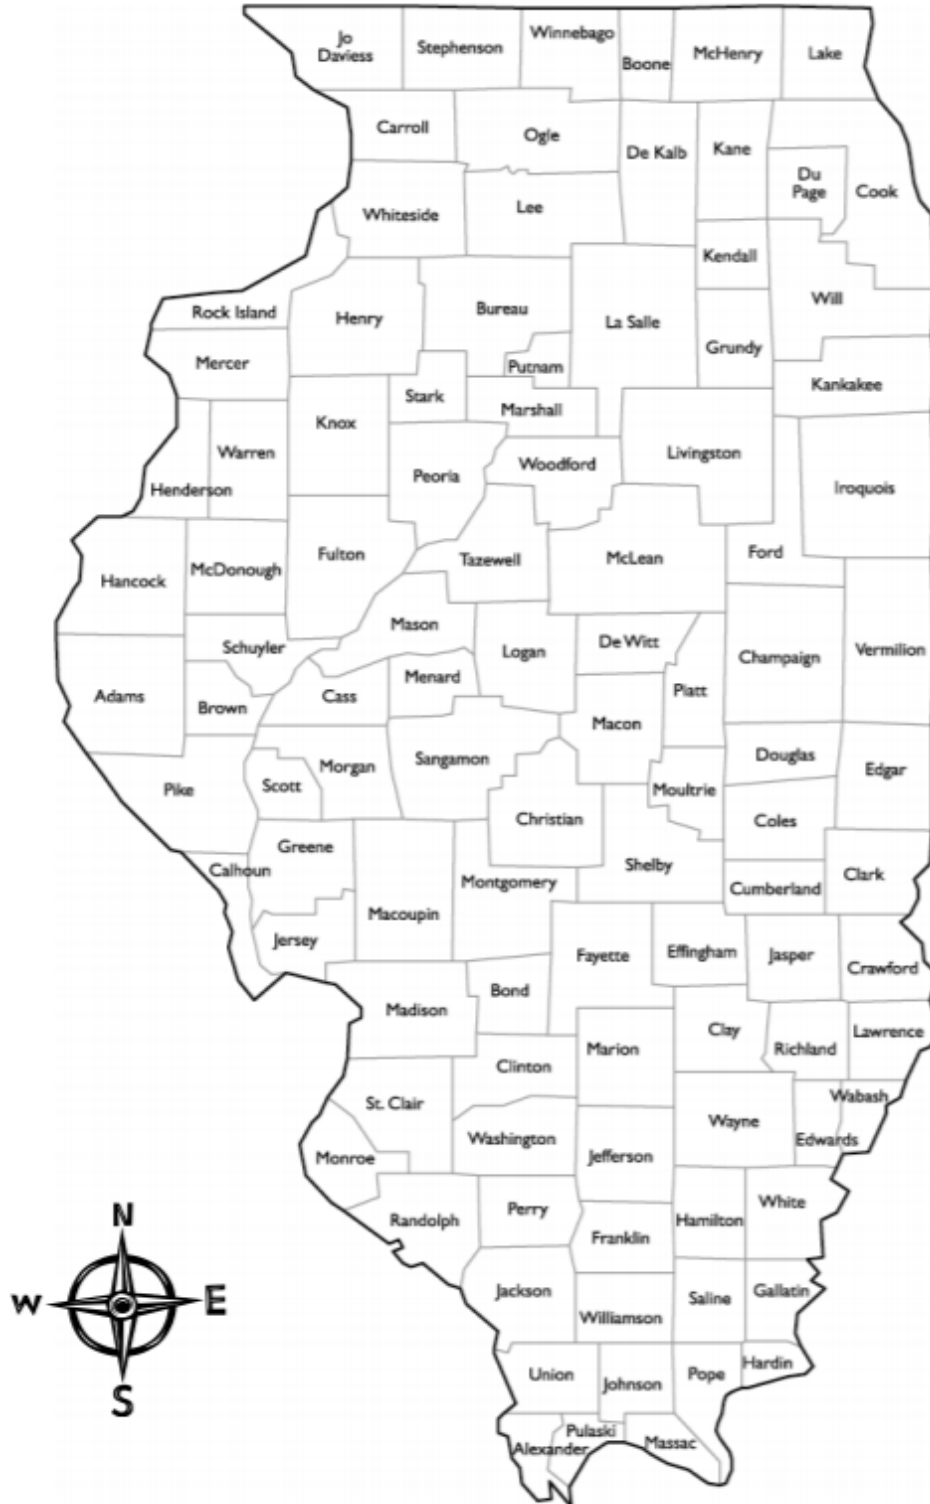 Jo
Daviess
Stephenson
Winnebago
Boone
McHenry
Lake
Carroll
Ogle
De Kalb
Kane
Du
Page
Cook
Whiteside
Lee
Kendall
Will
Rock Island
Henry
Bureau
La Salle
Grundy
Mercer
Putnam
Kankakee
Stark
Marshall
Knox
Warren
Peoria
Woodford
Livingston
Iroquois
Henderson
Hancock
McDonough
Fulton
Tazewell
McLean
Ford
Mason
Schuyler
Logan
De Witt
Champaign
Vermilion
Adams
Brown
Cass
Menard
Piatt
Macon
Pike
Scott
Morgan
Sangamon
Douglas
Edgar
Moultrie
Christian
Coles
Greene
Calhoun
Shelby
Montgomery
Cumberland
Clark
Macoupin
Jersey
Fayette
Effingham
Jasper
Crawford
Madison
Bond
Clay
Richland
Lawrence
Marion
Clinton
St. Clair
Wabash
Wayne
Washington
Edwards
Jefferson
Monroe
Randolph
Perry
Hamilton
White
Franklin
Jackson
Williamson
Saline
Gallatin
Union
Johnson
Pope
Hardin
Pulaski
Alexander
Massac
N
W
E
S